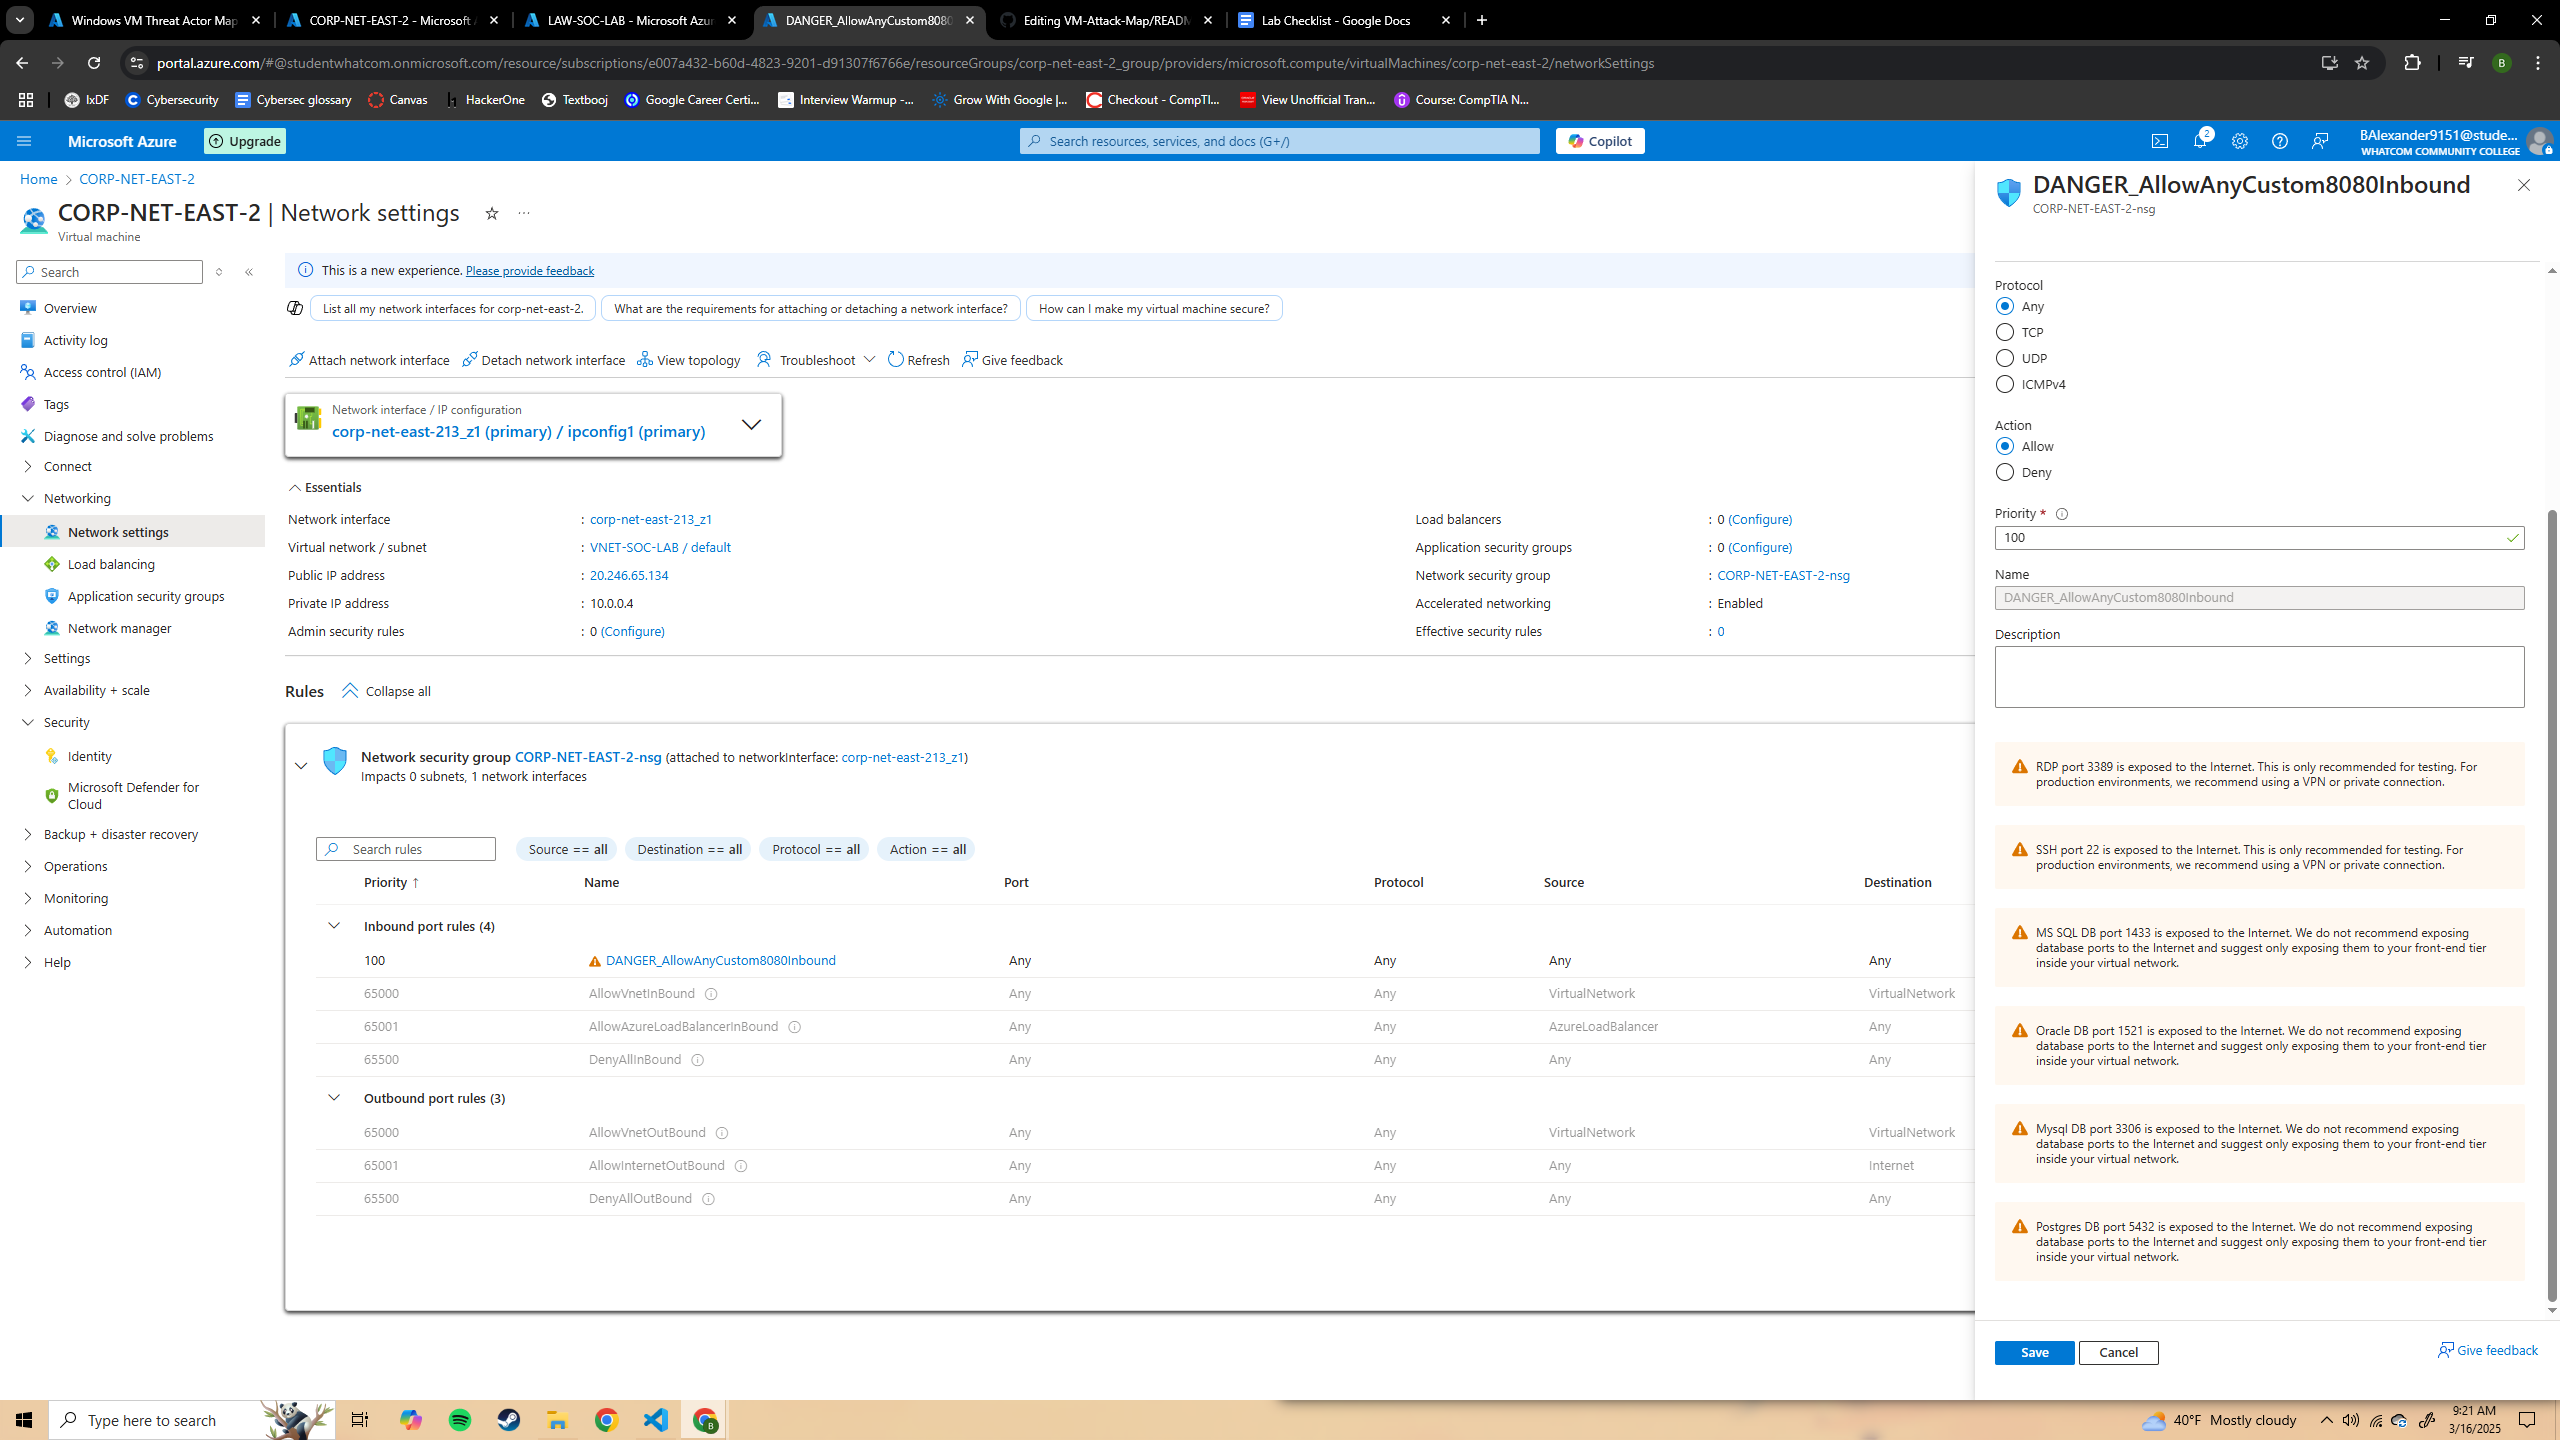 Windows VM Threat Actor Map
CORP-NET-EAST-2 - Microsoft A
LAW-SOC-LAB - Microsoft Azur
DANGER_AllowAnyCustom8080
Editing VM-Attack-Map/READM
Lab Checklist - Google Docs
portal.azure.com/#@studentwhatcom.onmicrosoft.com/resource/subscriptions/e007a432-b60d-4823-9201-d91307f6766e/resourceGroups/corp-net-east-2_group/providers/microsoft.compute/virtualMachines/corp-net-east-2/networkSettings
B
IxDF
Cybersecurity
Cybersec glossary
Canvas
HackerOne
Textbooj
Google Career Certi...
Interview Warmup -...
Grow With Google |...
Checkout - CompTI...
View Unofficial Tran...
Course: CompTIA N...
Microsoft Azure
Upgrade
Search resources, services, and docs (G+/)
Copilot
2
BAlexander9151@stude...
WHATCOM COMMUNITY COLLEGE
Home > CORP-NET-EAST-2
CORP-NET-EAST-2 | Network settings
Virtual machine
Search
Overview
Activity log
Access control (IAM)
Tags
Diagnose and solve problems
Connect
Networking
Network settings
Load balancing
Application security groups
Network manager
Settings
Availability + scale
Security
Identity
Microsoft Defender for
Cloud
Backup + disaster recovery
Operations
Monitoring
Automation
Help
This is a new experience. Please provide feedback
List all my network interfaces for corp-net-east-2.
What are the requirements for attaching or detaching a network interface?
How can I make my virtual machine secure?
Attach network interface
Detach network interface
View topology
Troubleshoot
Refresh
Give feedback
Network interface / IP configuration
corp-net-east-213_z1 (primary) / ipconfig1 (primary)
Essentials
Network interface : corp-net-east-213_z1
Virtual network / subnet : VNET-SOC-LAB / default
Public IP address : 20.246.65.134
Private IP address : 10.0.0.4
Admin security rules : 0 (Configure)
Load balancers : 0 (Configure)
Application security groups : 0 (Configure)
Network security group : CORP-NET-EAST-2-nsg
Accelerated networking : Enabled
Effective security rules : 0
Rules
Collapse all
Network security group CORP-NET-EAST-2-nsg (attached to networkInterface: corp-net-east-213_z1)
Impacts 0 subnets, 1 network interfaces
Search rules
Source == all
Destination == all
Protocol == all
Action == all
Priority ↑ Name Port Protocol Source Destination
Inbound port rules (4)
100 DANGER_AllowAnyCustom8080Inbound Any Any Any Any
65000 AllowVnetInBound Any Any VirtualNetwork VirtualNetwork
65001 AllowAzureLoadBalancerInBound Any Any AzureLoadBalancer Any
65500 DenyAllInBound Any Any Any Any
Outbound port rules (3)
65000 AllowVnetOutBound Any Any VirtualNetwork VirtualNetwork
65001 AllowInternetOutBound Any Any Any Internet
65500 DenyAllOutBound Any Any Any Any
DANGER_AllowAnyCustom8080Inbound
CORP-NET-EAST-2-nsg
Protocol
Any
TCP
UDP
ICMPv4
Action
Allow
Deny
Priority *
100
Name
DANGER_AllowAnyCustom8080Inbound
Description
RDP port 3389 is exposed to the Internet. This is only recommended for testing. For
production environments, we recommend using a VPN or private connection.
SSH port 22 is exposed to the Internet. This is only recommended for testing. For
production environments, we recommend using a VPN or private connection.
MS SQL DB port 1433 is exposed to the Internet. We do not recommend exposing
database ports to the Internet and suggest only exposing them to your front-end tier
inside your virtual network.
Oracle DB port 1521 is exposed to the Internet. We do not recommend exposing
database ports to the Internet and suggest only exposing them to your front-end tier
inside your virtual network.
Mysql DB port 3306 is exposed to the Internet. We do not recommend exposing
database ports to the Internet and suggest only exposing them to your front-end tier
inside your virtual network.
Postgres DB port 5432 is exposed to the Internet. We do not recommend exposing
database ports to the Internet and suggest only exposing them to your front-end tier
inside your virtual network.
Save
Cancel
Give feedback
Type here to search
40°F Mostly cloudy
9:21 AM
3/16/2025